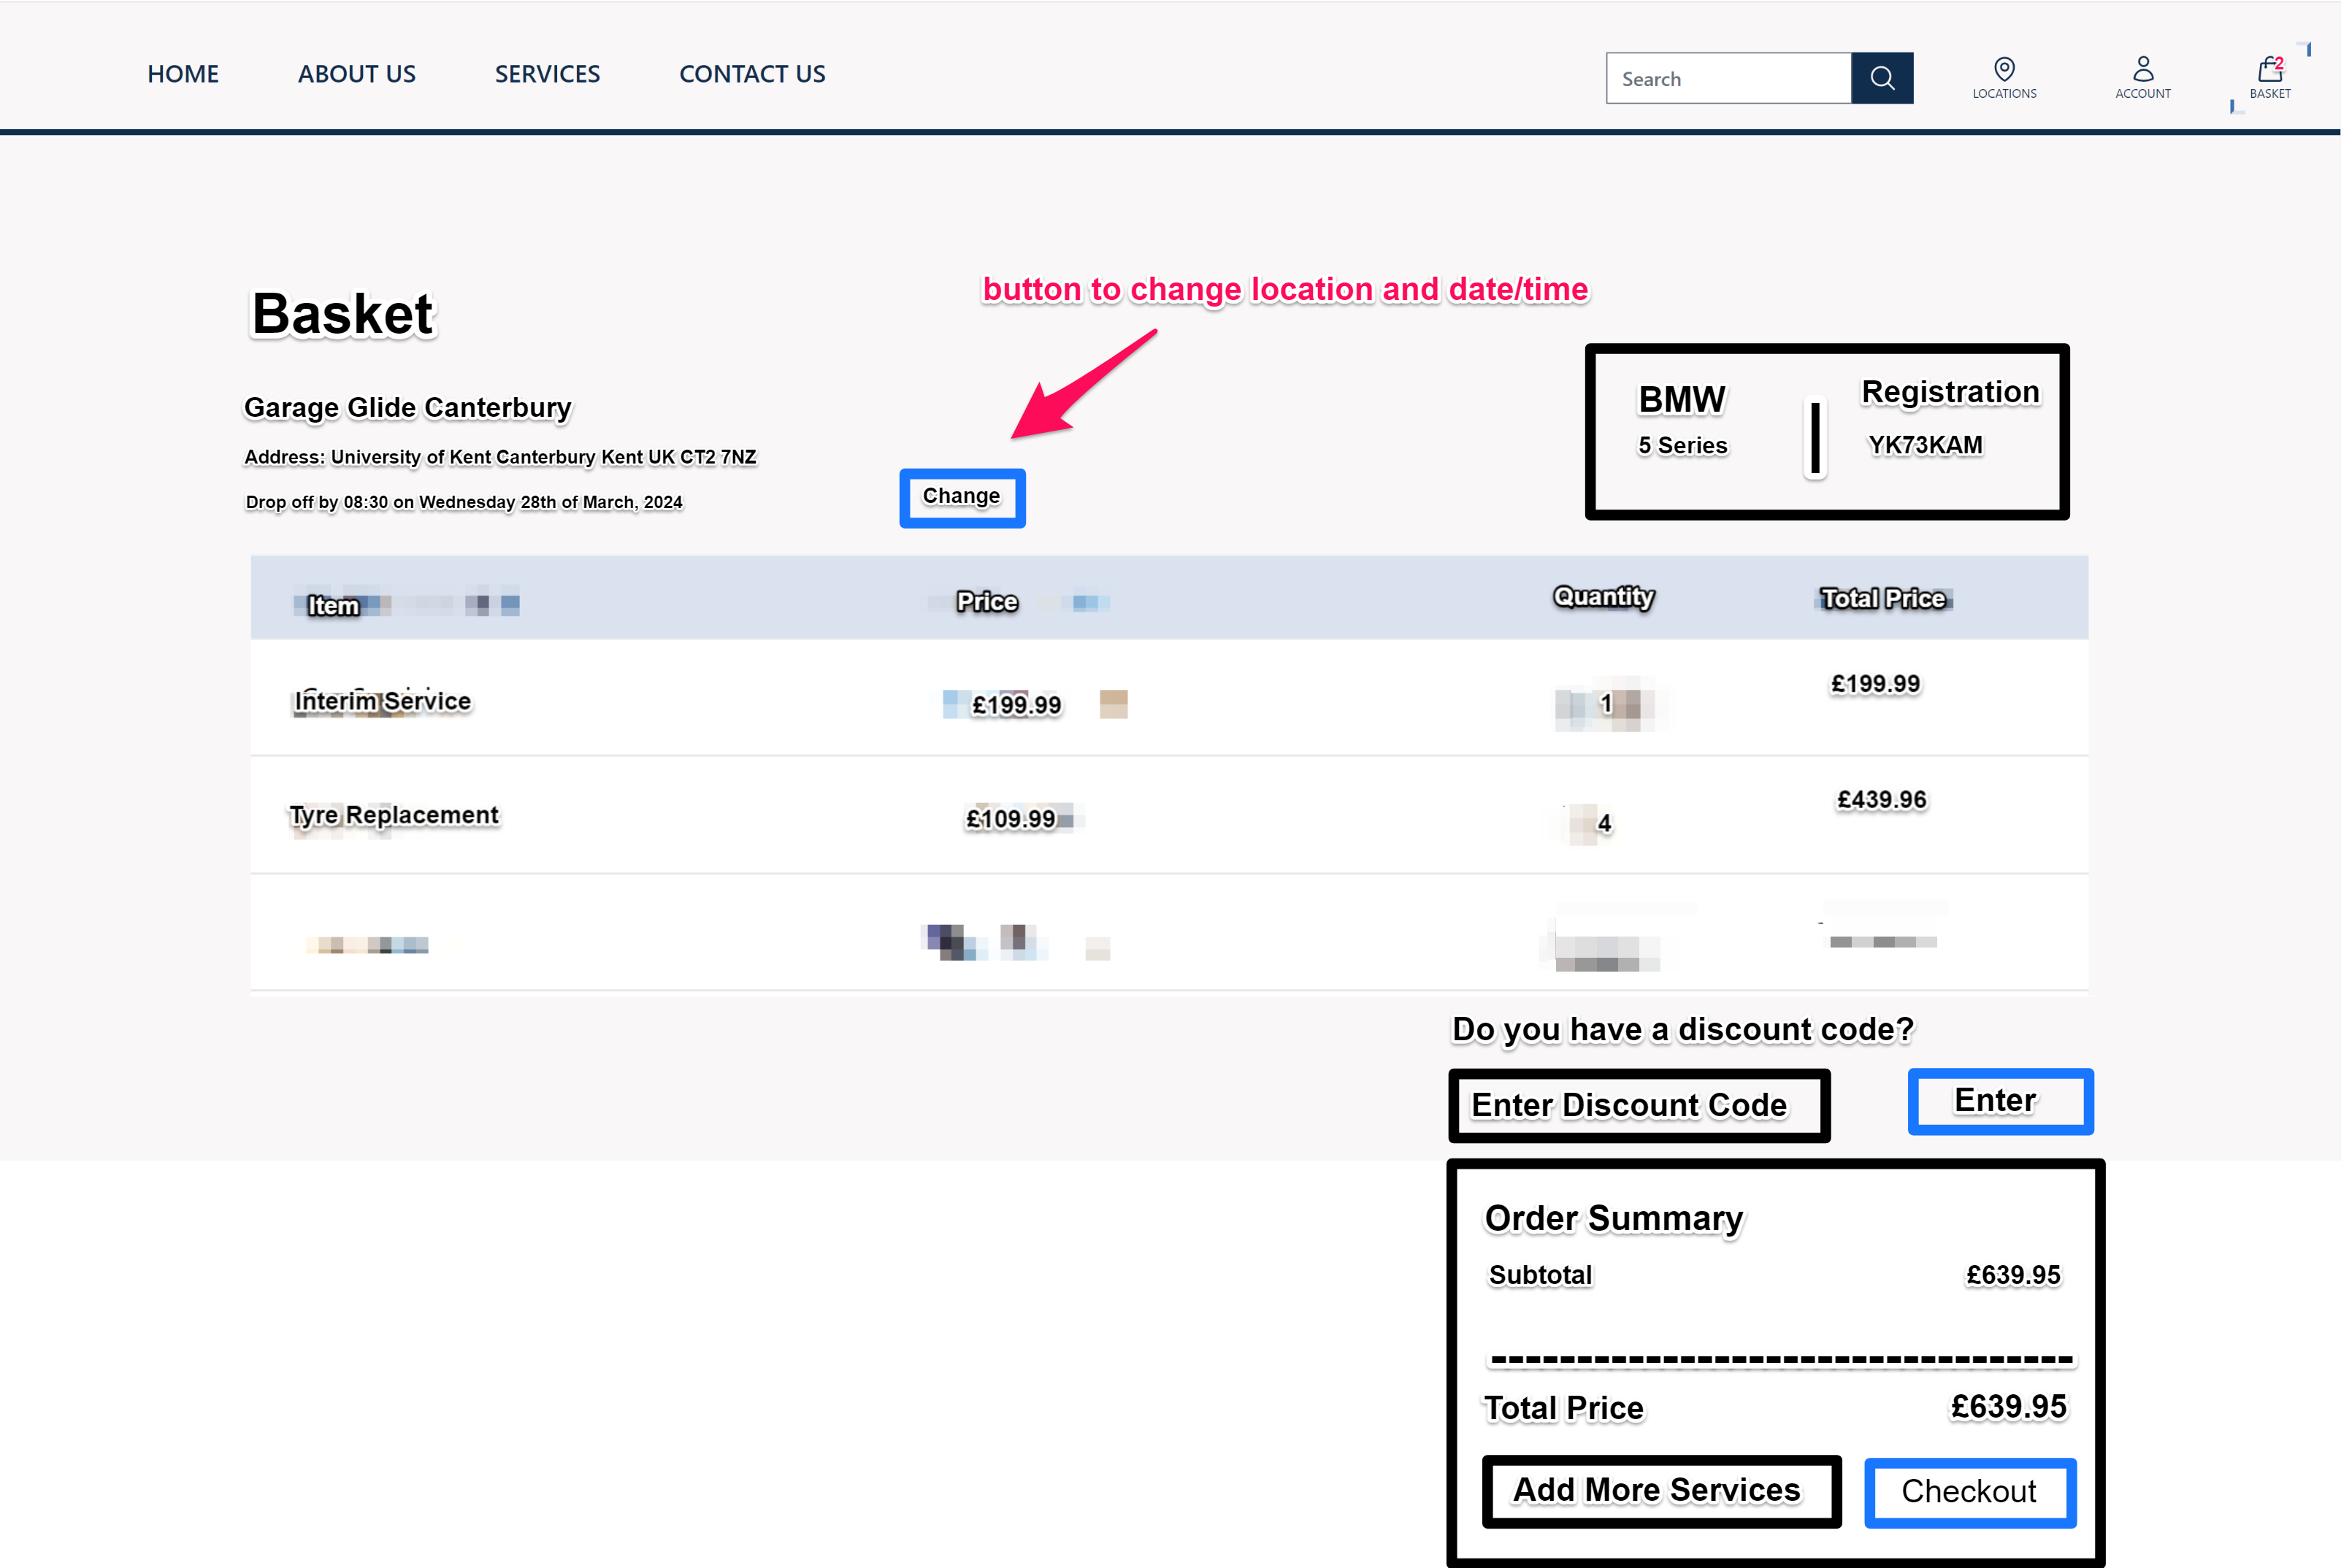 HOME ABOUT US SERVICES CONTACT US Search LOCATIONS ACCOUNT 2 BASKET
button to change location and date/time
Basket
BMW Registration
5 Series YK73KAM
Garage Glide Canterbury
Address: University of Kent Canterbury Kent UK CT2 7NZ
Drop off by 08:30 on Wednesday 28th of March, 2024
Change
Item Price Quantity Total Price
Interim Service £199.99 1 £199.99
Tyre Replacement £109.99 4 £439.96
Do you have a discount code?
Enter Discount Code Enter
Order Summary
Subtotal £639.95
Total Price £639.95
Add More Services Checkout